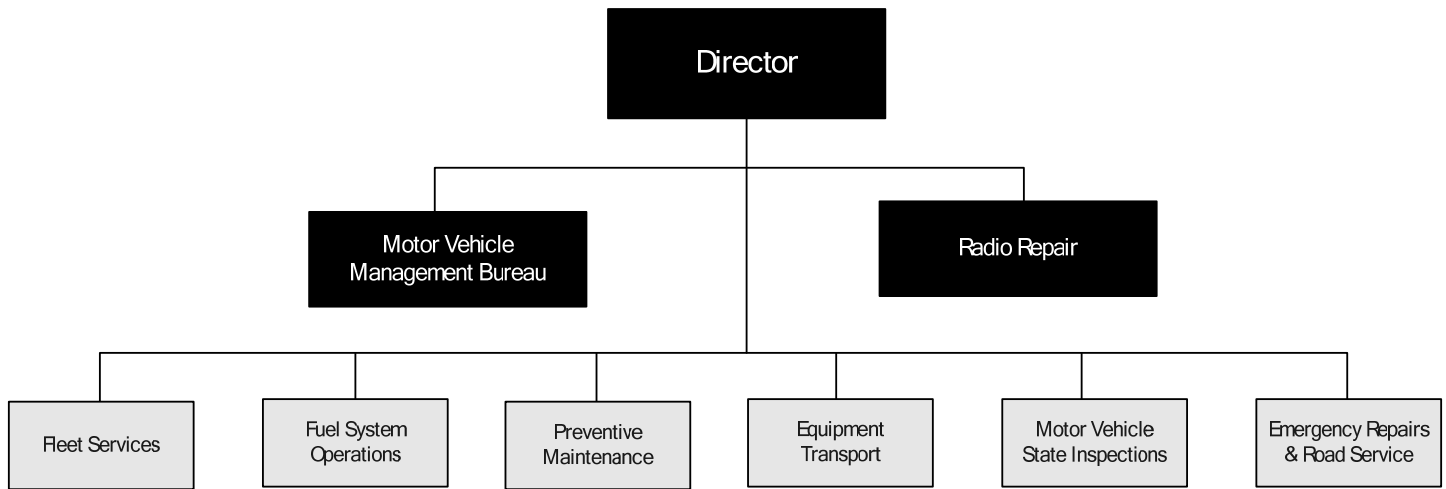 Director
Motor Vehicle
Management Bureau
Radio Repair
Fleet Services
Fuel System
Operations
Preventive
Maintenance
Equipment
Transport
Motor Vehicle
State Inspections
Emergency Repairs
& Road Service